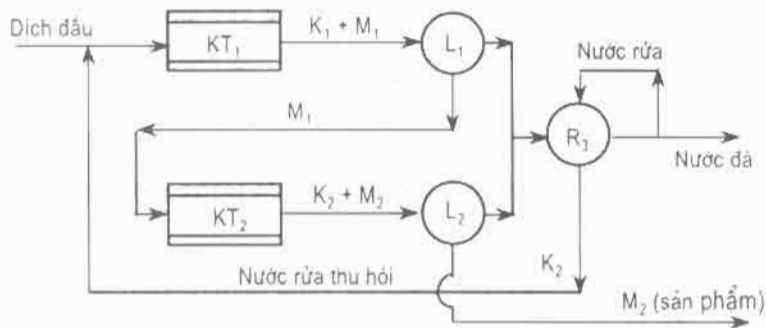 Dịch đầu
KT₁
K₁ + M₁
L₁
Nước rửa
M₁
R₃
Nước đá
KT₂
K₂ + M₂
L₂
K₂
Nước rửa thu hồi
M₂ (sản phẩm)